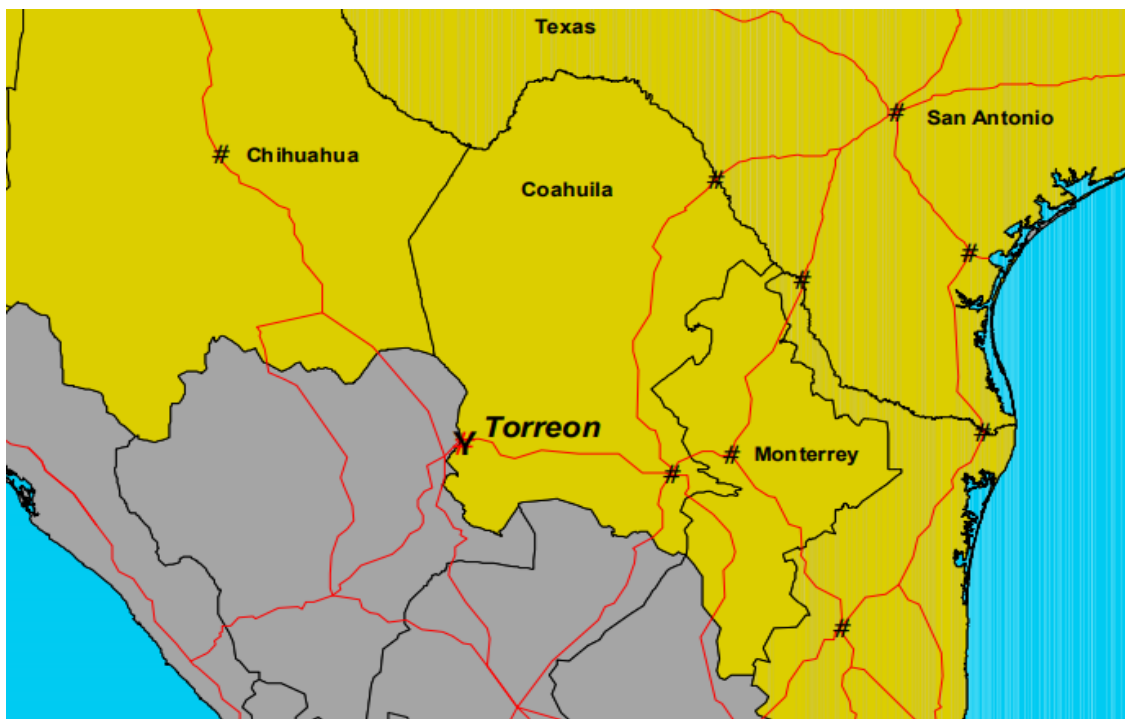 Texas
San Antonio
Chihuahua
Coahuila
Torreon
Monterrey